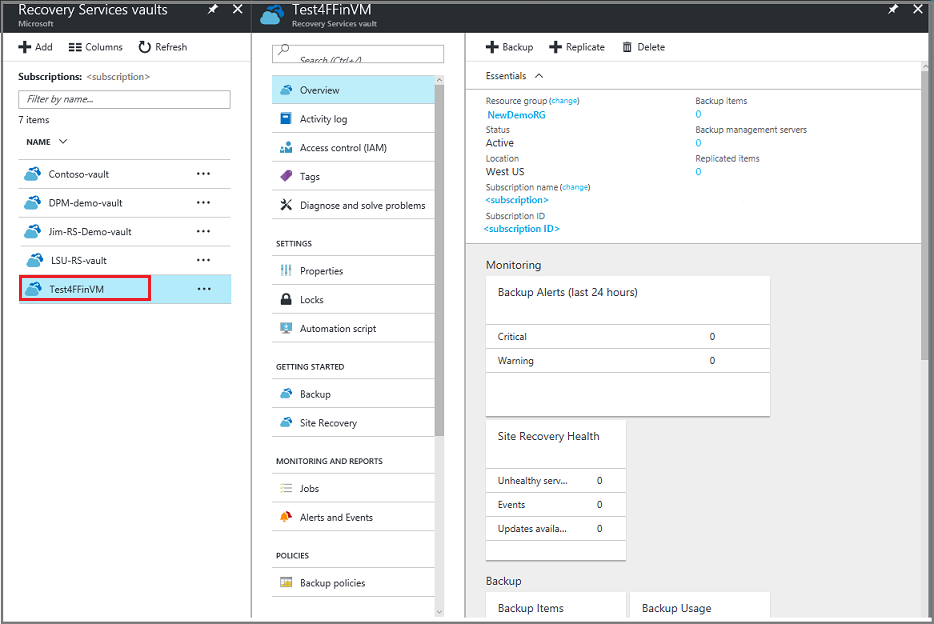 Recovery Services vaults
Microsoft
Add
Columns
Refresh
Subscriptions: <subscription>
Filter by name...
7 items
NAME
Contoso-vault
DPM-demo-vault
Jim-RS-Demo-vault
LSU-RS-vault
Test4FFinVM
Test4FFinVM
Recovery Services vault
Search (Ctrl+/)
Overview
Activity log
Access control (IAM)
Tags
Diagnose and solve problems
SETTINGS
Properties
Locks
Automation script
GETTING STARTED
Backup
Site Recovery
MONITORING AND REPORTS
Jobs
Alerts and Events
POLICIES
Backup policies
Backup
Replicate
Delete
Essentials
Resource group (change)
NewDemoRG
Status
Active
Location
West US
Subscription name (change)
<subscription>
Subscription ID
<subscription ID>
Backup items
0
Backup management servers
0
Replicated items
0
Monitoring
Backup Alerts (last 24 hours)
Critical 0
Warning 0
Site Recovery Health
Unhealthy serv... 0
Events 0
Updates availa... 0
Backup
Backup Items
Backup Usage